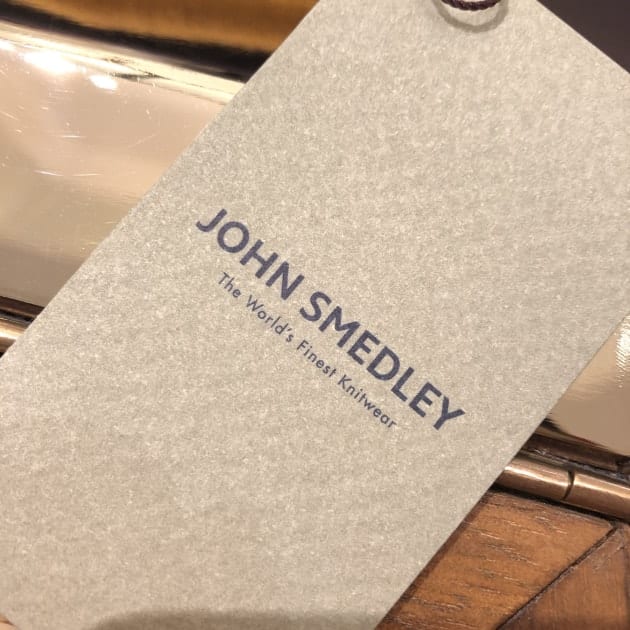 JOHN SMEDLEY
The World's Finest Knitwear